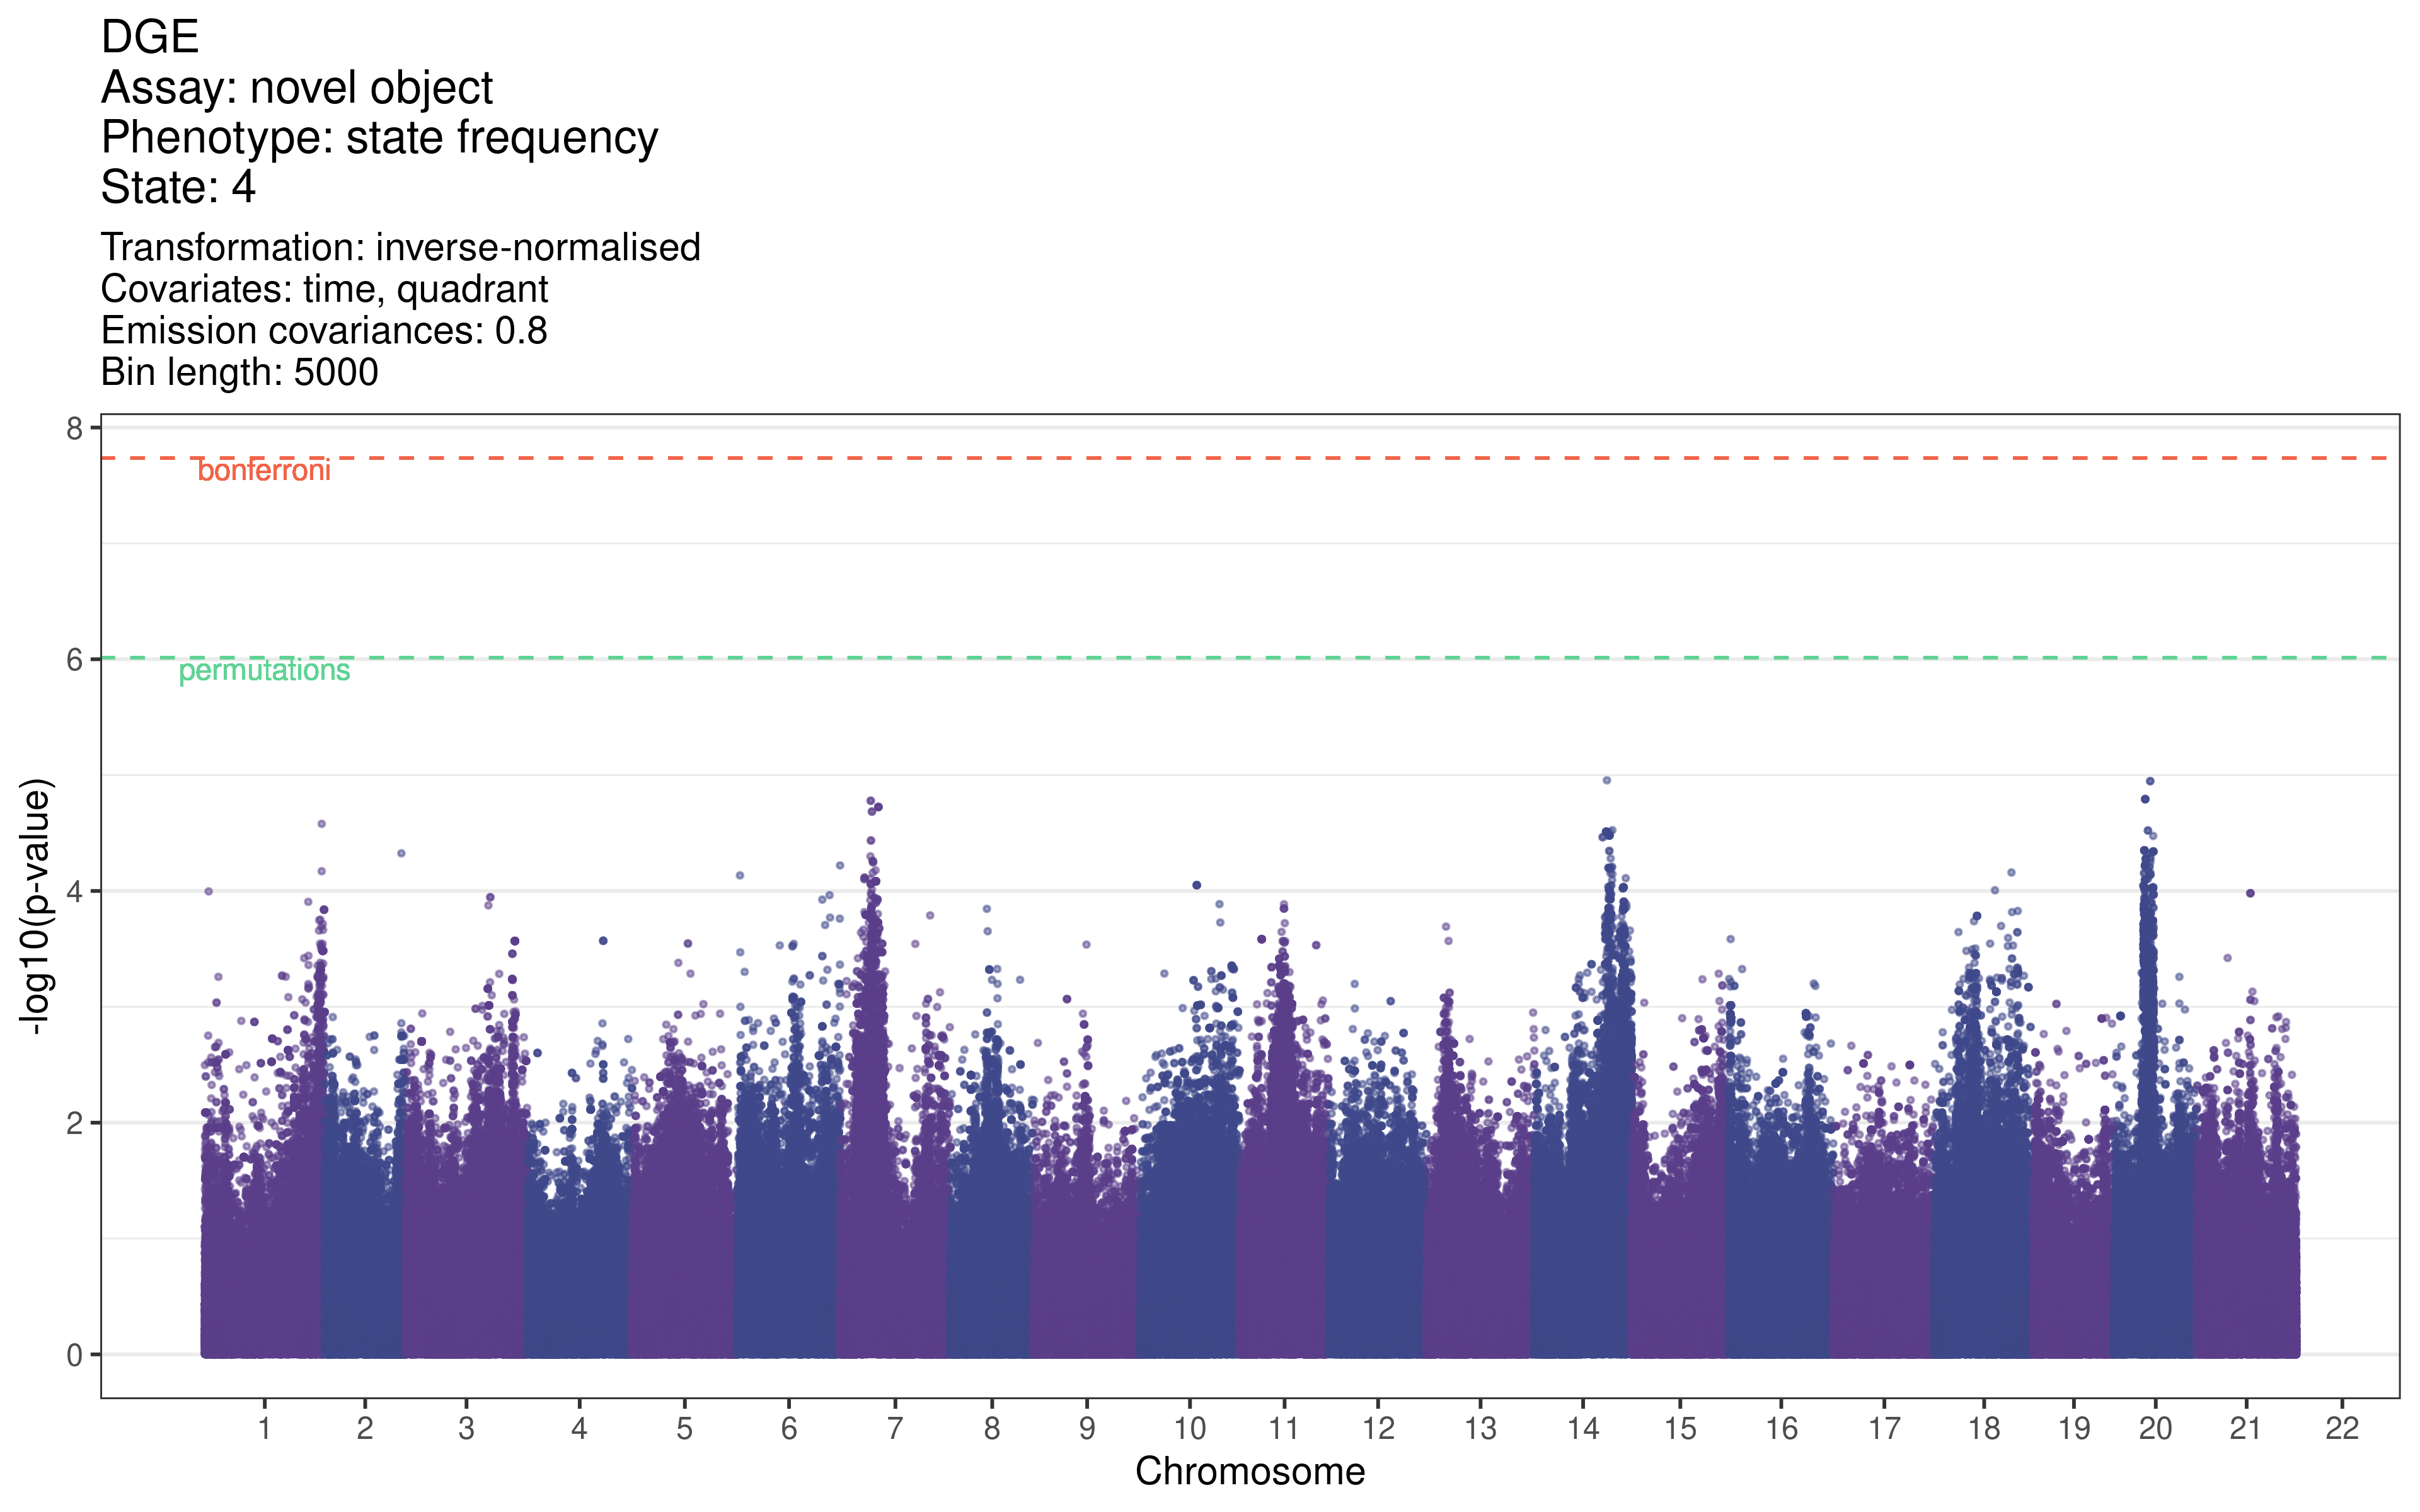 DGE
Assay: novel object
Phenotype: state frequency
State: 4
Transformation: inverse-normalised
Covariates: time, quadrant
Emission covariances: 0.8
Bin length: 5000
8
bonferroni
6
permutations
-log10(p-value)
4
2
0
1 2 3 4 5 6 7 8 9 10 11 12 13 14 15 16 17 18 19 20 21 22
Chromosome